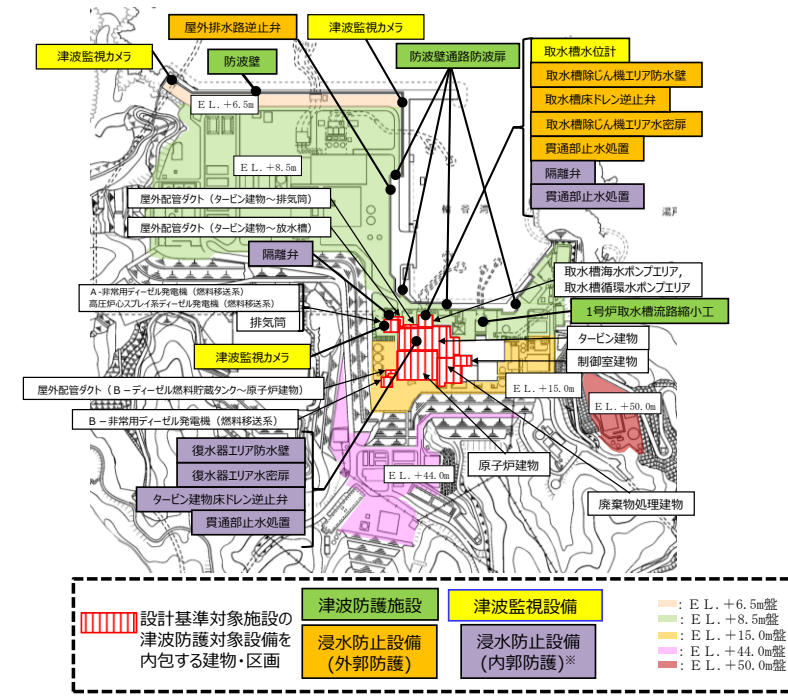 屋外排水路逆止弁
津波監視カメラ
津波監視カメラ
防波壁
防波壁通路防波扉
取水槽水位計
取水槽除じん機エリア防水壁
取水槽床ドレン逆止弁
取水槽除じん機エリア水密扉
貫通部止水処置
隔離弁
貫通部止水処置
ＥＬ.+6.5m
ＥＬ.+8.5m
輪谷湾
屋外配管ダクト（タービン建物～排気筒）
屋外配管ダクト（タービン建物～放水槽）
隔離弁
A-非常用ディーゼル発電機（燃料移送系）
高圧炉心スプレイ系ディーゼル発電機（燃料移送系）
排気筒
取水槽海水ポンプエリア,
取水槽循環水ポンプエリア
1号炉取水槽流路縮小工
タービン建物
制御室建物
津波監視カメラ
屋外配管ダクト（Ｂ－ディーゼル燃料貯蔵タンク～原子炉建物）
Ｂ－非常用ディーゼル発電機（燃料移送系）
ＥＬ.+15.0m
ＥＬ.+50.0m
復水器エリア防水壁
復水器エリア水密扉
タービン建物床ドレン逆止弁
貫通部止水処置
ＥＬ.+44.0m
原子炉建物
廃棄物処理建物
設計基準対象施設の
津波防護対象設備を
内包する建物・区画
津波防護施設
津波監視設備
浸水防止設備
(外郭防護)
浸水防止設備
(内郭防護)※
：ＥＬ.+6.5m盤
：ＥＬ.+8.5m盤
：ＥＬ.+15.0m盤
：ＥＬ.+44.0m盤
：ＥＬ.+50.0m盤